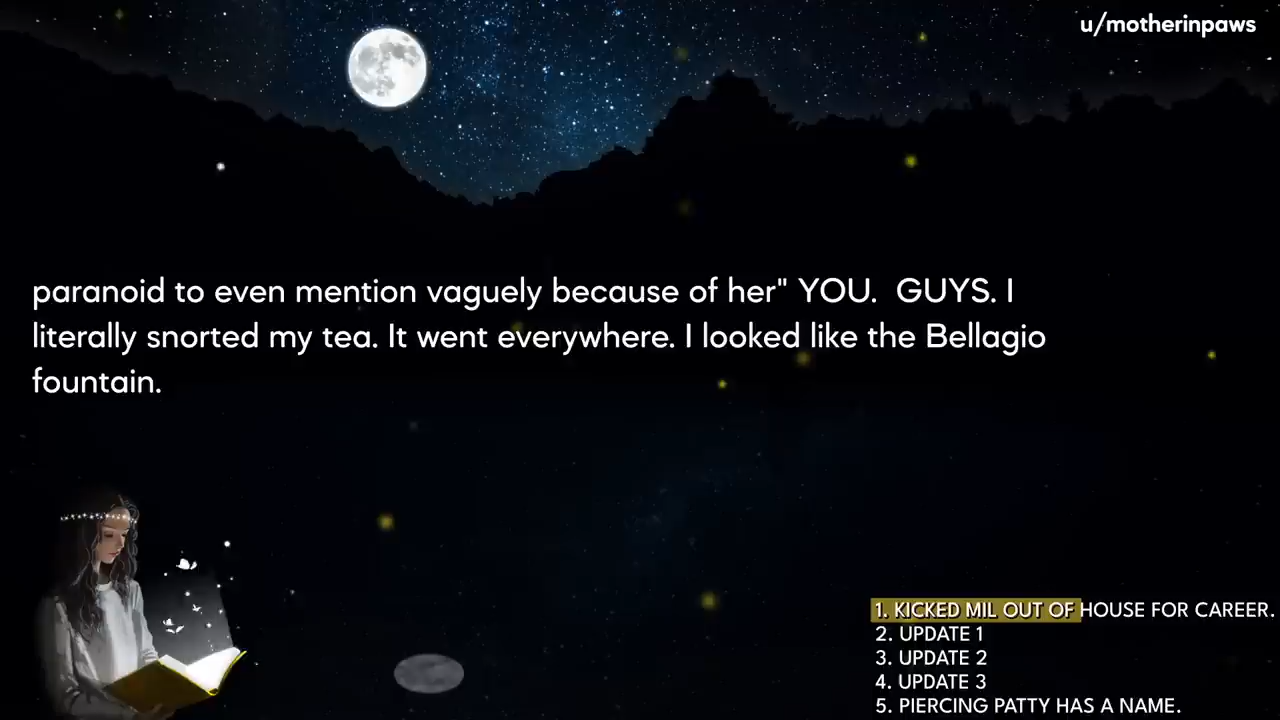 u/motherinpaws
paranoid to even mention vaguely because of her" YOU.  GUYS. I
literally snorted my tea. It went everywhere. I looked like the Bellagio
fountain.
1. KICKED MIL OUT OF HOUSE FOR CAREER.
2. UPDATE 1
3. UPDATE 2
4. UPDATE 3
5. PIERCING PATTY HAS A NAME.